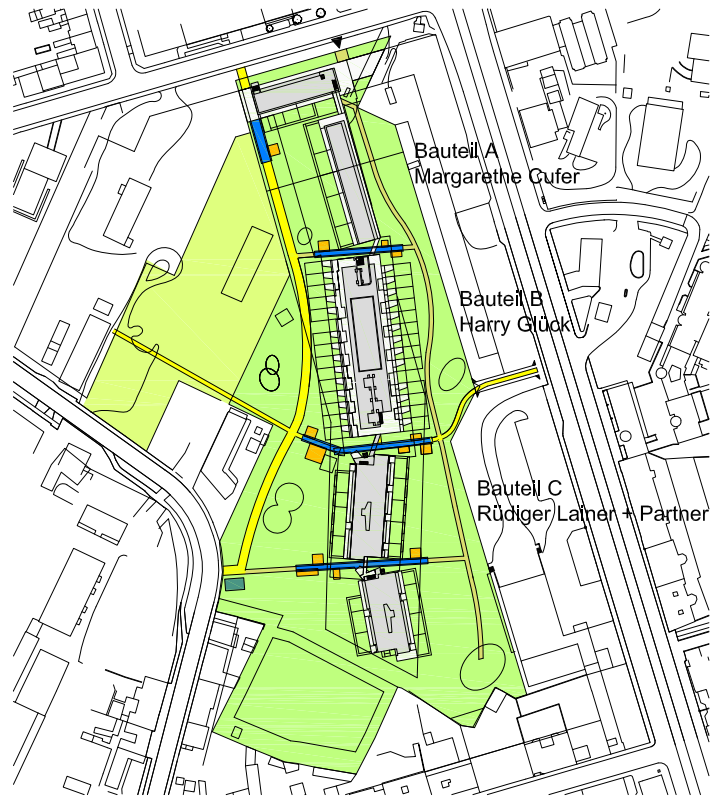 Bauteil A
Margarethe Cufer
Bauteil B
Harry Glück
Bauteil C
Rüdiger Lainer + Partner